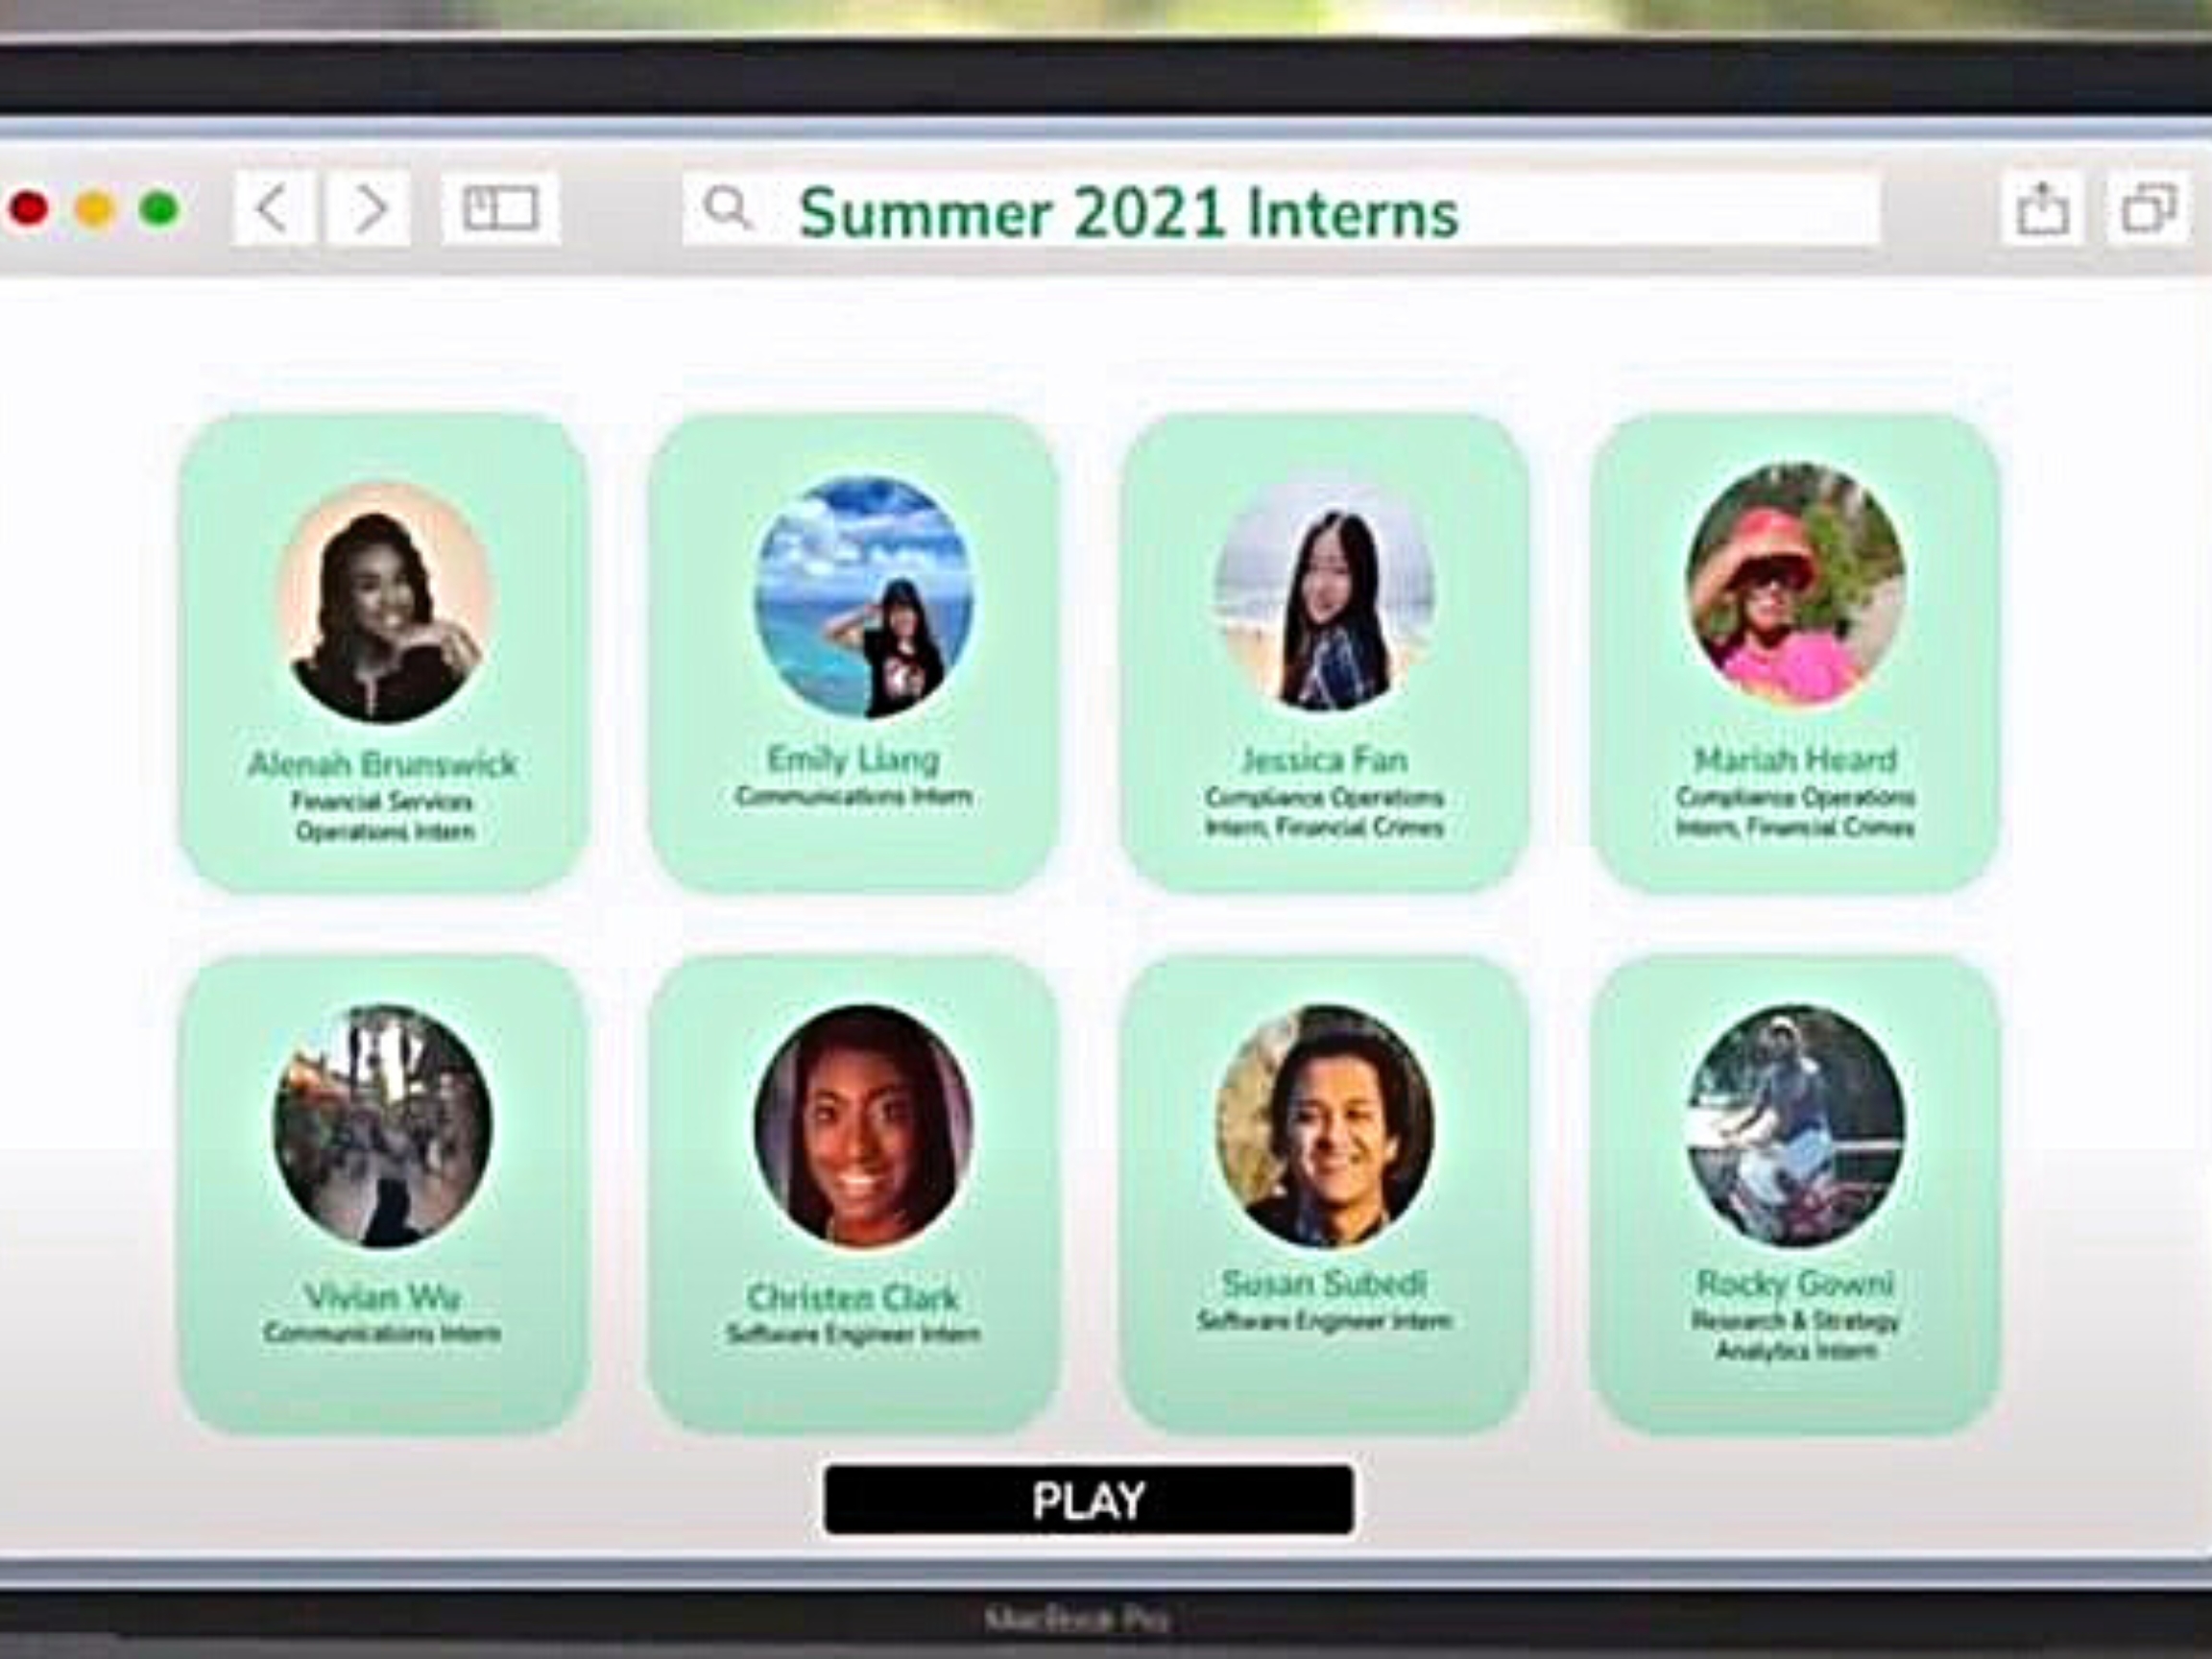 Summer 2021 Interns
Alenah Brunswick
Financial Services
Operations Intern
Emily Liang
Communications Intern
Jessica Fan
Compliance Operations
Intern, Financial Crimes
Mariah Heard
Compliance Operations
Intern, Financial Crimes
Vivian Wu
Communications Intern
Christen Clark
Software Engineer Intern
Susan Subedi
Software Engineer Intern
Rocky Gowni
Research & Strategy
Analytics Intern
PLAY
MacBook Pro